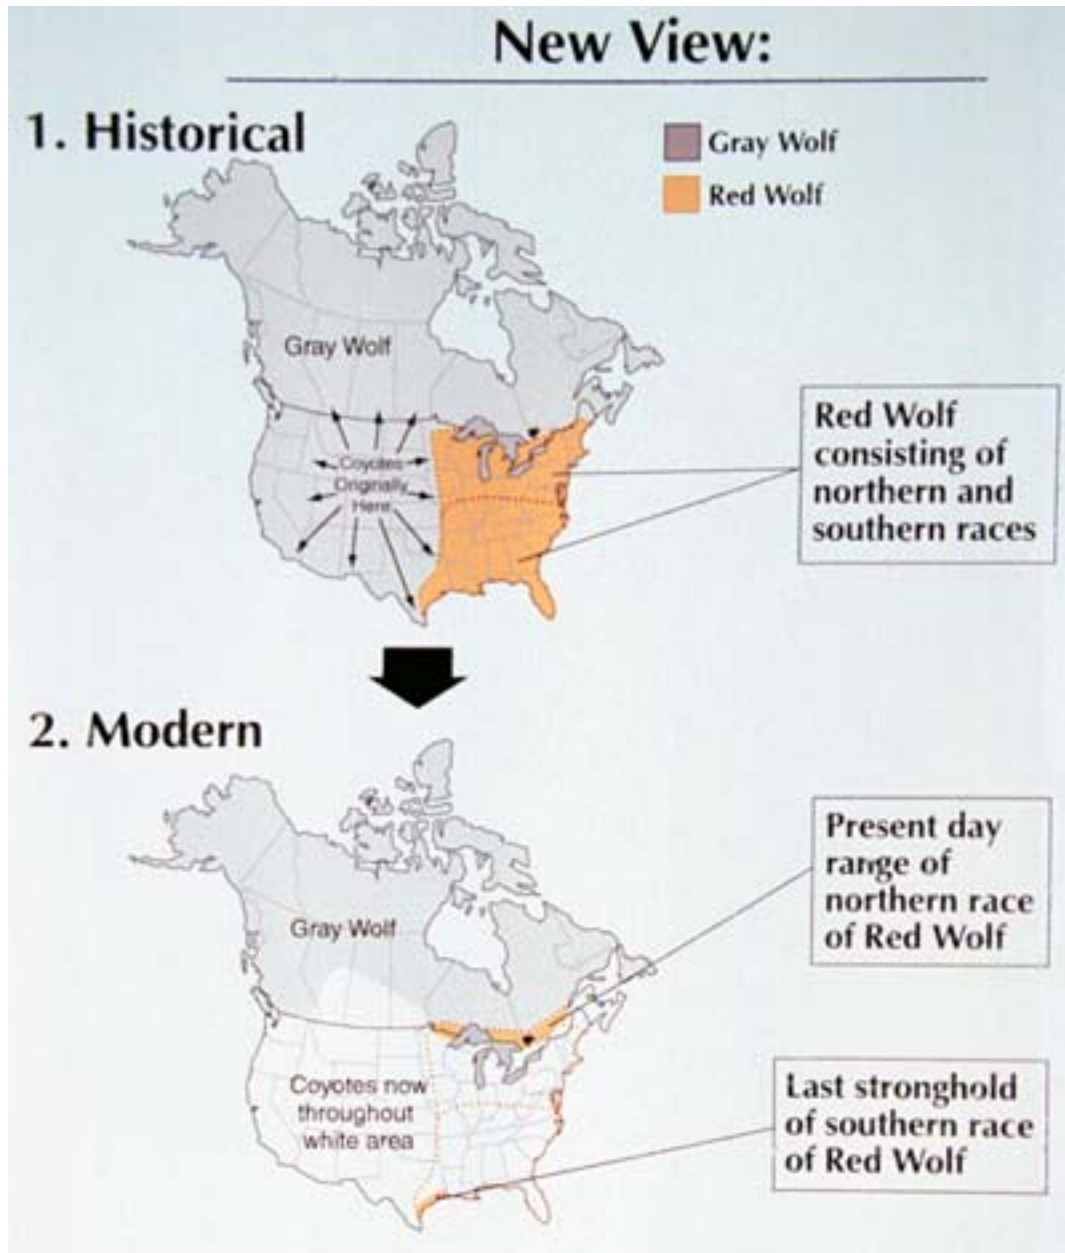 New View:
1. Historical
Gray Wolf
Red Wolf
Gray Wolf
Coyotes
Originally
Here
Red Wolf
consisting of
northern and
southern races
2. Modern
Gray Wolf
Present day
range of
northern race
of Red Wolf
Coyotes now
throughout
white area
Last stronghold
of southern race
of Red Wolf